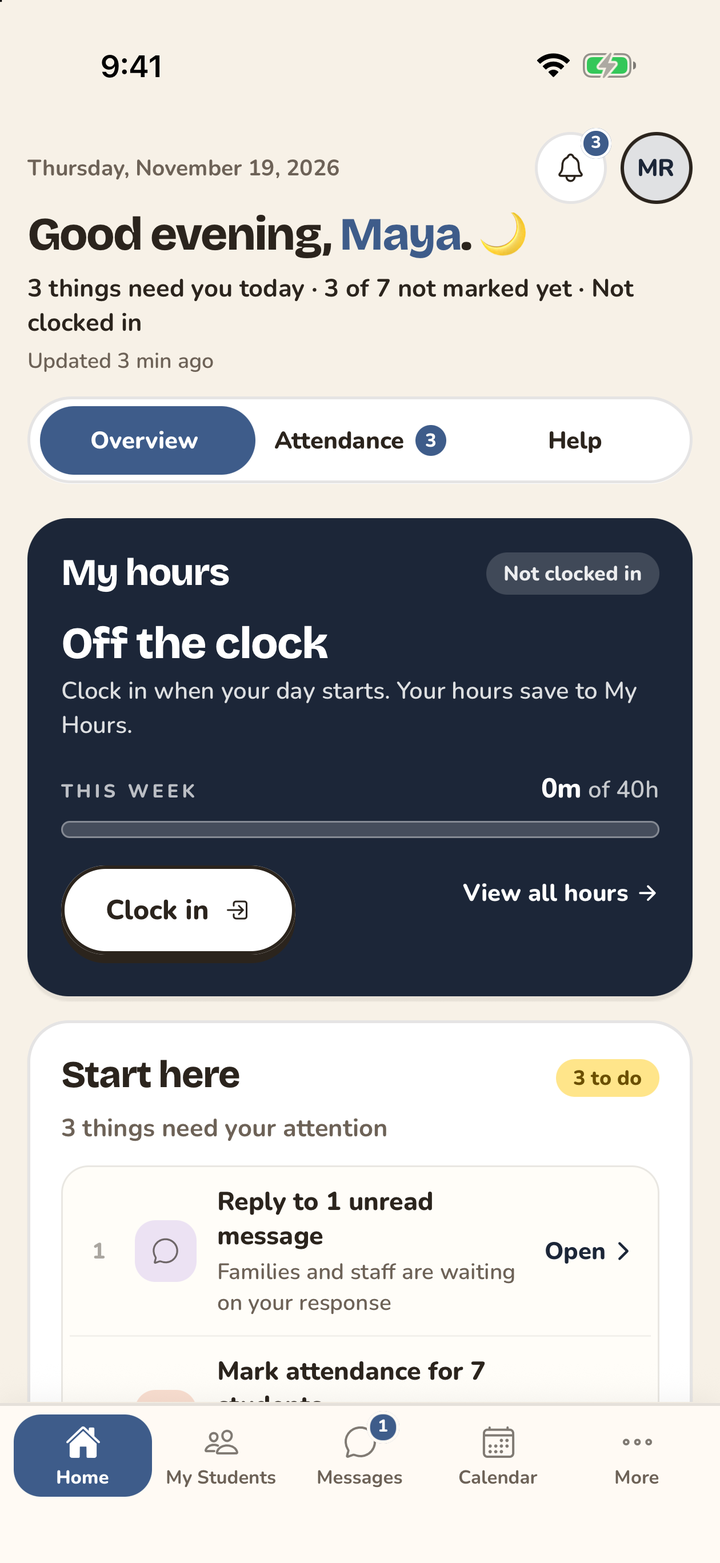 9:41
Thursday, November 19, 2026
3
MR
Good evening, Maya. 🌙
3 things need you today · 3 of 7 not marked yet · Not
clocked in
Updated 3 min ago
Overview
Attendance 3
Help
My hours
Not clocked in
Off the clock
Clock in when your day starts. Your hours save to My
Hours.
THIS WEEK
0m of 40h
Clock in
View all hours →
Start here
3 to do
3 things need your attention
1
Reply to 1 unread
message
Families and staff are waiting
on your response
Open
Mark attendance for 7
students
Home
My Students
1
Messages
Calendar
More